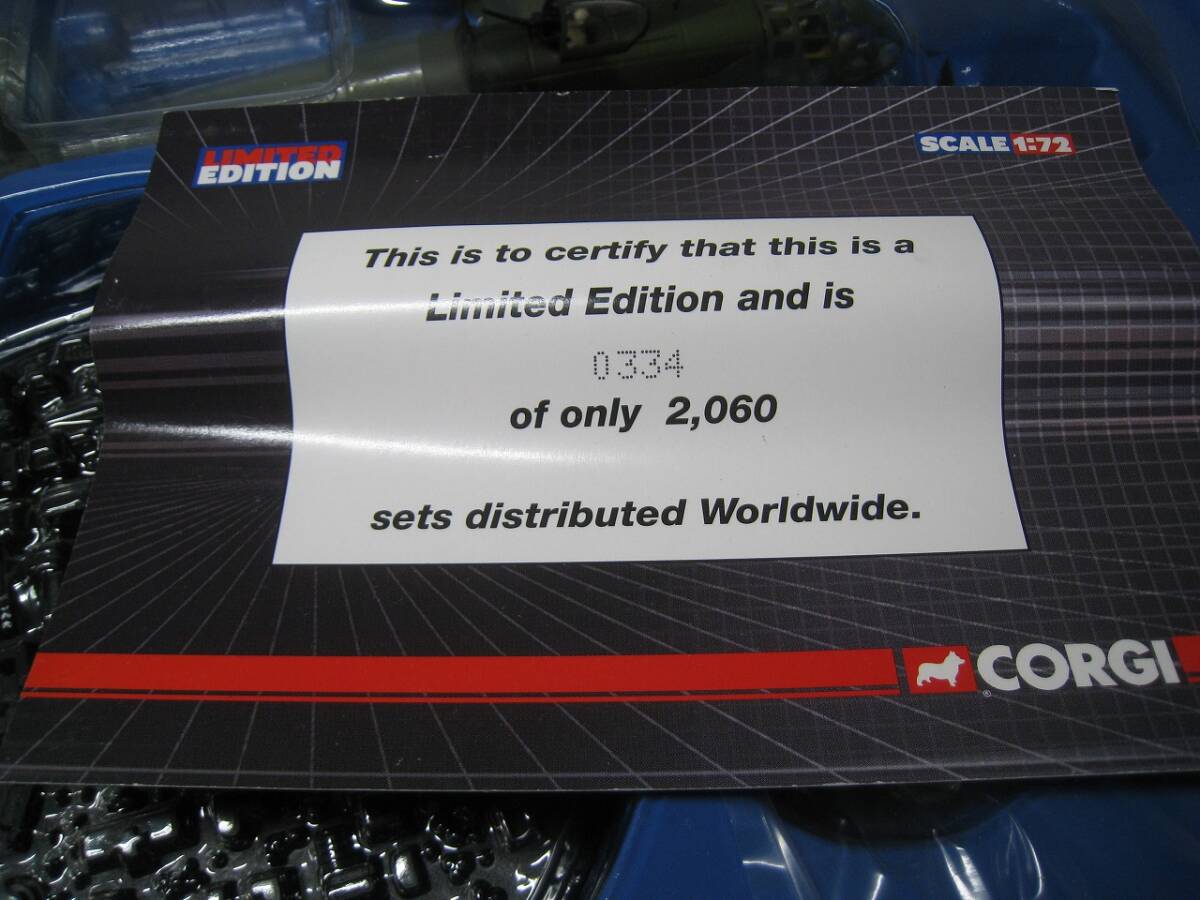 LIMITED
EDITION
SCALE 1:72
This is to certify that this is a
Limited Edition and is
0334
of only 2,060
sets distributed Worldwide.
CORGI
®